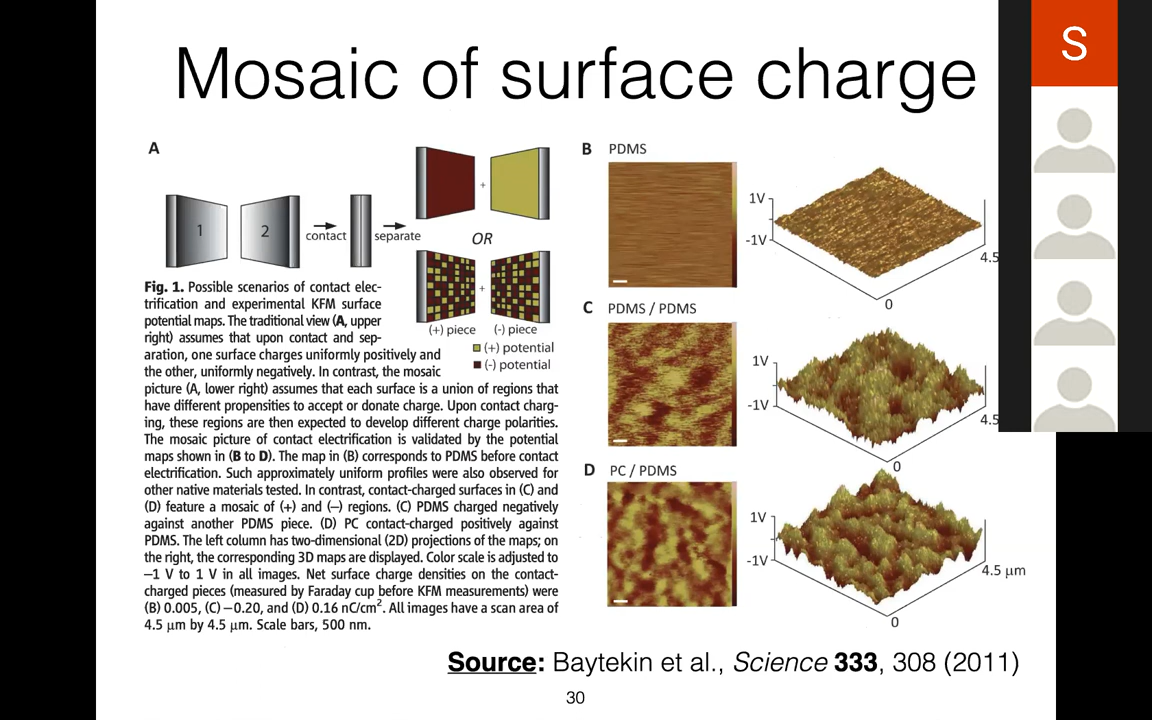 Mosaic of surface charge
S
A
1
2
contact
separate
+
OR
+
(+) piece
(-) piece
(+) potential
(-) potential
Fig. 1. Possible scenarios of contact elec-
trification and experimental KFM surface
potential maps. The traditional view (A, upper
right) assumes that upon contact and sep-
aration, one surface charges uniformly positively and
the other, uniformly negatively. In contrast, the mosaic
picture (A, lower right) assumes that each surface is a union of regions that
have different propensities to accept or donate charge. Upon contact charg-
ing, these regions are then expected to develop different charge polarities.
The mosaic picture of contact electrification is validated by the potential
maps shown in (B to D). The map in (B) corresponds to PDMS before contact
electrification. Such approximately uniform profiles were also observed for
other native materials tested. In contrast, contact-charged surfaces in (C) and
(D) feature a mosaic of (+) and (−) regions. (C) PDMS charged negatively
against another PDMS piece. (D) PC contact-charged positively against
PDMS. The left column has two-dimensional (2D) projections of the maps; on
the right, the corresponding 3D maps are displayed. Color scale is adjusted to
−1 V to 1 V in all images. Net surface charge densities on the contact-
charged pieces (measured by Faraday cup before KFM measurements) were
(B) 0.005, (C) −0.20, and (D) 0.16 nC/cm². All images have a scan area of
4.5 μm by 4.5 μm. Scale bars, 500 nm.
B PDMS
1V
-1V
4.5
0
C PDMS / PDMS
1V
-1V
4.5
0
D PC / PDMS
1V
-1V
4.5 μm
0
Source: Baytekin et al., Science 333, 308 (2011)
30